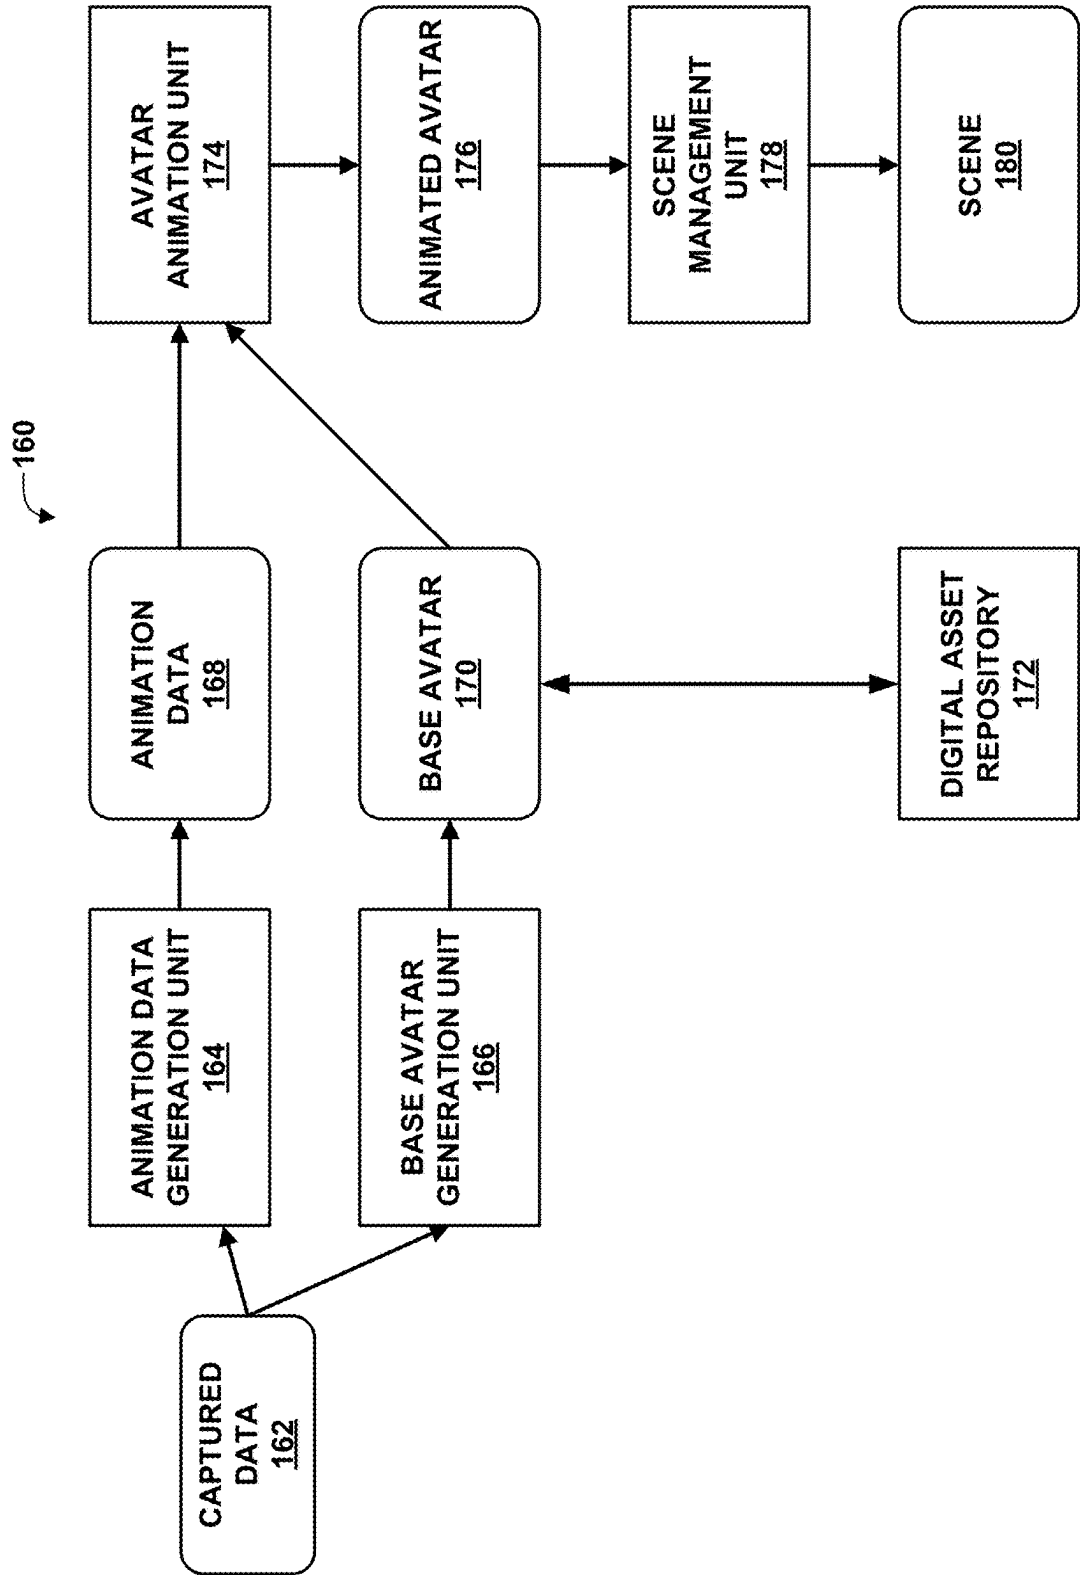 160
CAPTURED
DATA
162
ANIMATION DATA
GENERATION UNIT
164
BASE AVATAR
GENERATION UNIT
166
ANIMATION
DATA
168
BASE AVATAR
170
DIGITAL ASSET
REPOSITORY
172
AVATAR
ANIMATION UNIT
174
ANIMATED AVATAR
176
SCENE
MANAGEMENT
UNIT
178
SCENE
180